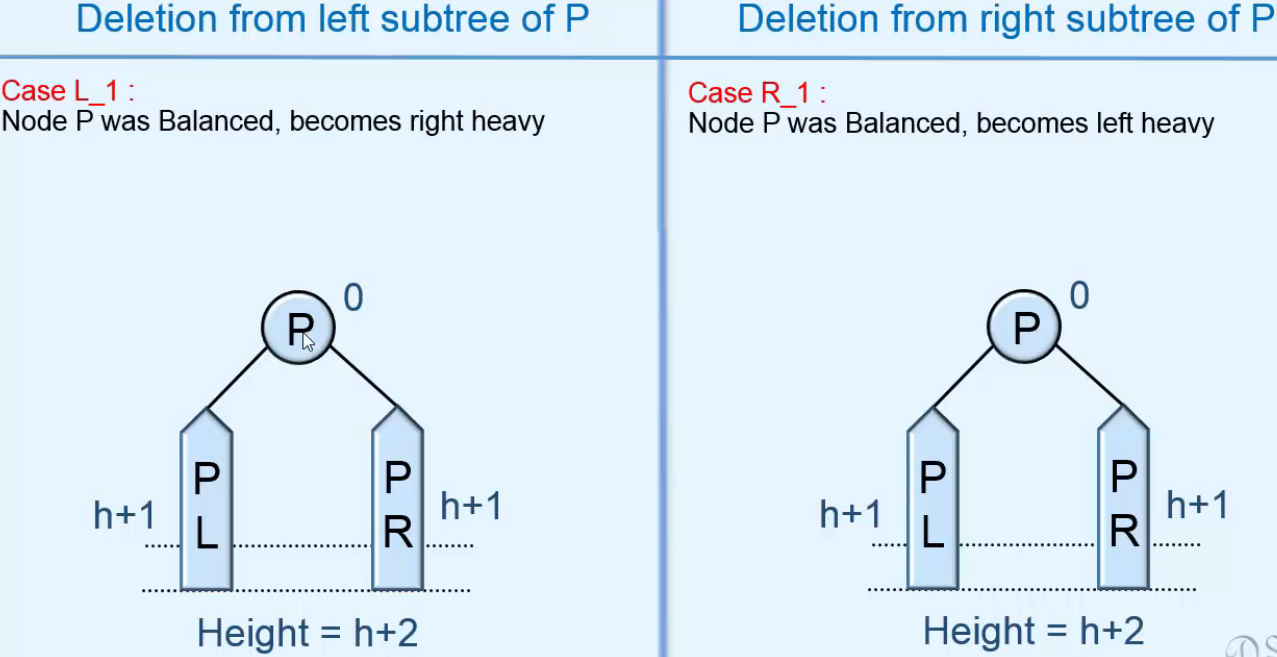 Deletion from left subtree of P
Case L_1 :
Node P was Balanced, becomes right heavy
0
P
P
L
P
R
h+1
h+1
Height = h+2
Deletion from right subtree of P
Case R_1 :
Node P was Balanced, becomes left heavy
0
P
P
L
P
R
h+1
h+1
Height = h+2